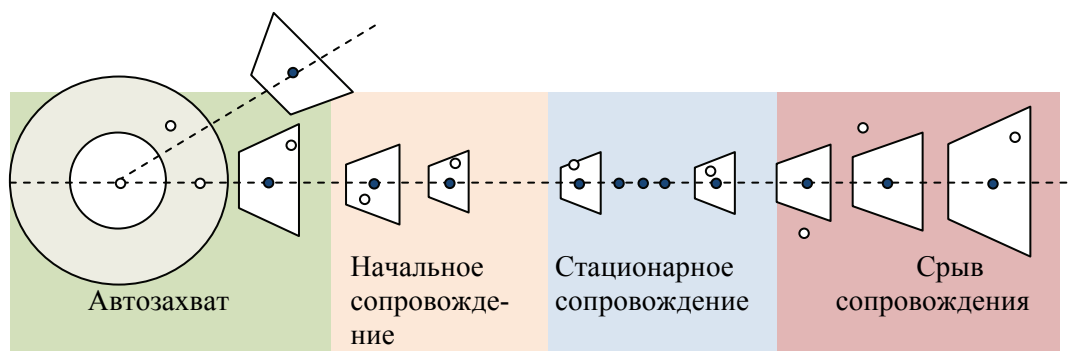 Автозахват
Начальное
сопровожде-
ние
Стационарное
сопровождение
Срыв
сопровождения